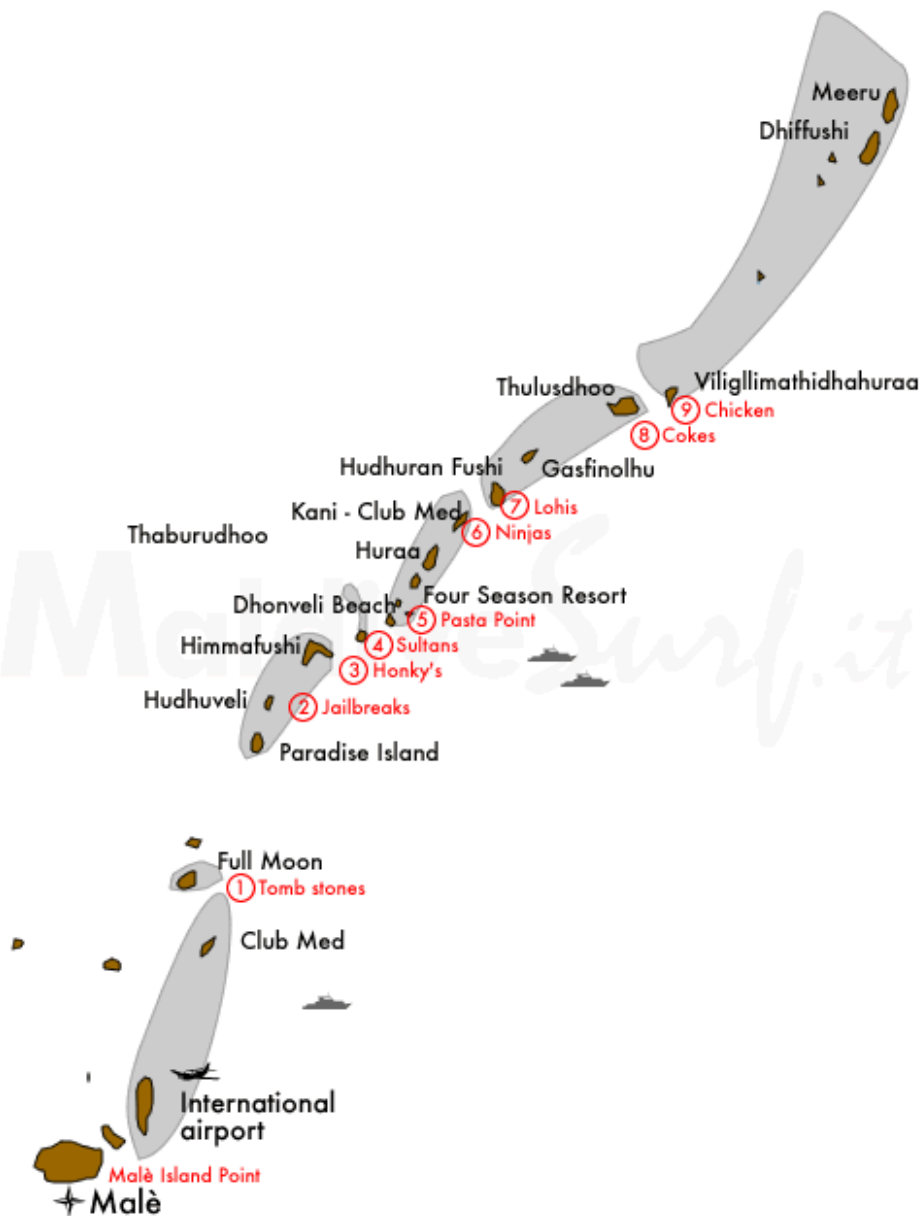 Meeru
Dhiffushi
Viligllimathidhahuraa
Thulusdhoo
9 Chicken
8 Cokes
Hudhuran Fushi
Gasfinolhu
7 Lohis
Kani - Club Med
6 Ninjas
Thaburudhoo
Huraa
Four Season Resort
Dhonveli Beach
5 Pasta Point
Himmafushi
4 Sultans
3 Honky's
MaldiveSurf.it
Hudhuveli
2 Jailbreaks
Paradise Island
Full Moon
1 Tomb stones
Club Med
International
airport
Malè Island Point
Malè